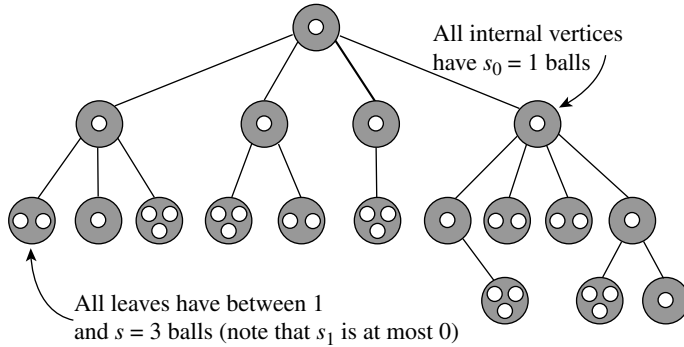 All internal vertices
have s₀ = 1 balls
All leaves have between 1
and s = 3 balls (note that s₁ is at most 0)